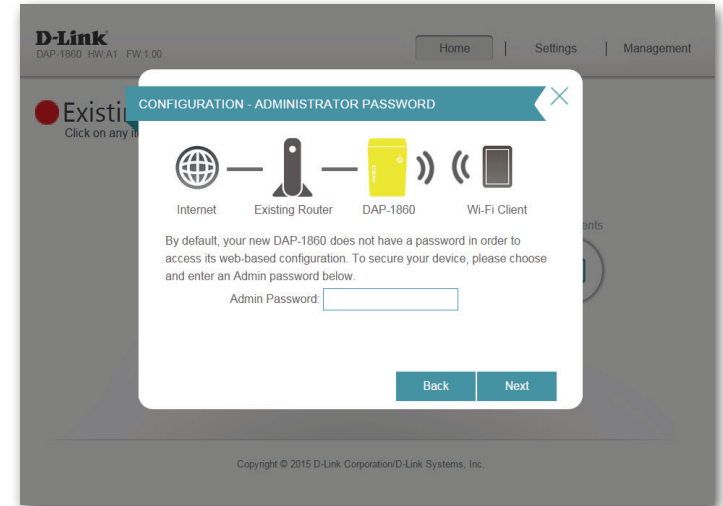 D-Link
DAP-1860 HW:A1 FW:1.00
Home | Settings | Management
CONFIGURATION - ADMINISTRATOR PASSWORD
Existi
Click on any it
Internet Existing Router DAP-1860 Wi-Fi Client
ents
By default, your new DAP-1860 does not have a password in order to
access its web-based configuration. To secure your device, please choose
and enter an Admin password below.
Admin Password:
Back Next
Copyright © 2015 D-Link Corporation/D-Link Systems, Inc.